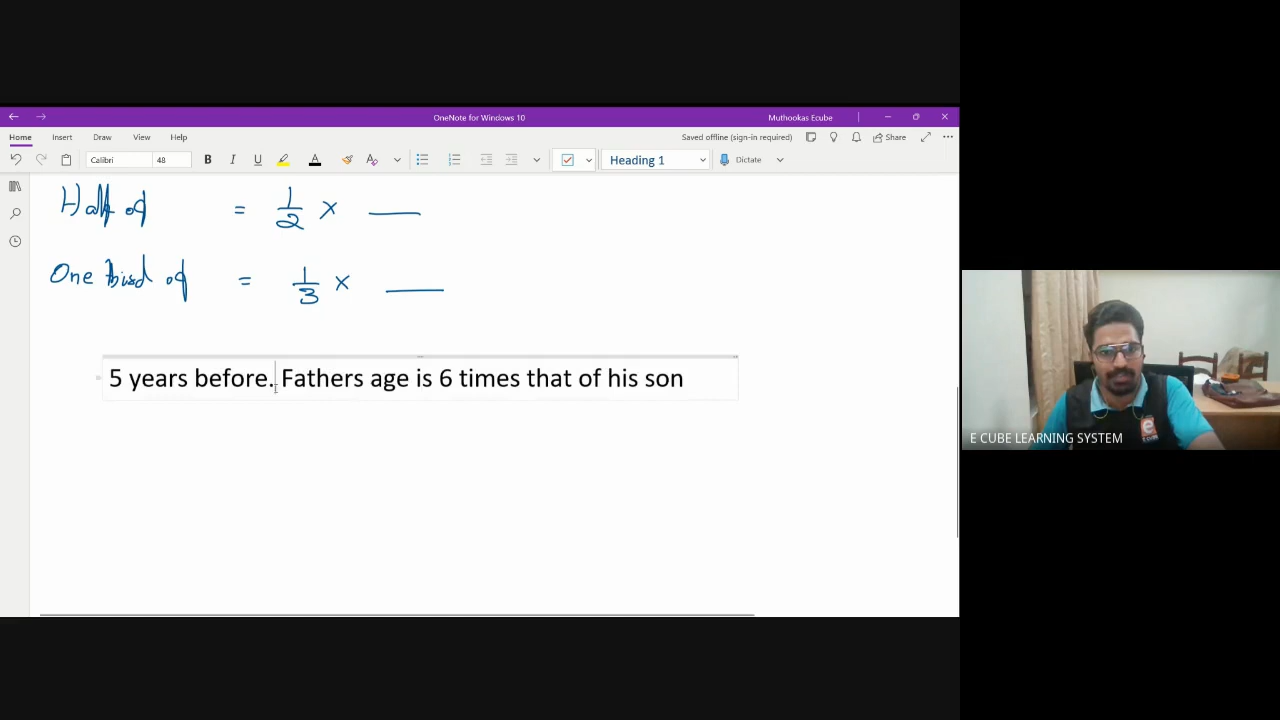 OneNote for Windows 10
Muthookas Ecube
Home Insert Draw View Help
Saved offline (sign-in required)
Share
Calibri 48 B I U A A Heading 1 Dictate
Half of = 1/2 ×
One third of = 1/3 ×
5 years before. Fathers age is 6 times that of his son
E CUBE LEARNING SYSTEM
E CUBE